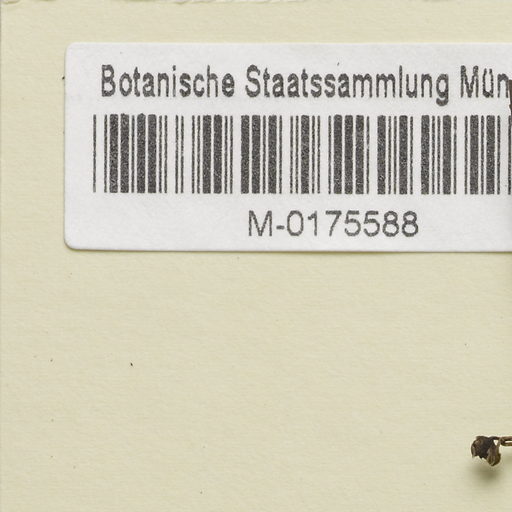 Botanische Staatssammlung Mün
M-0175588